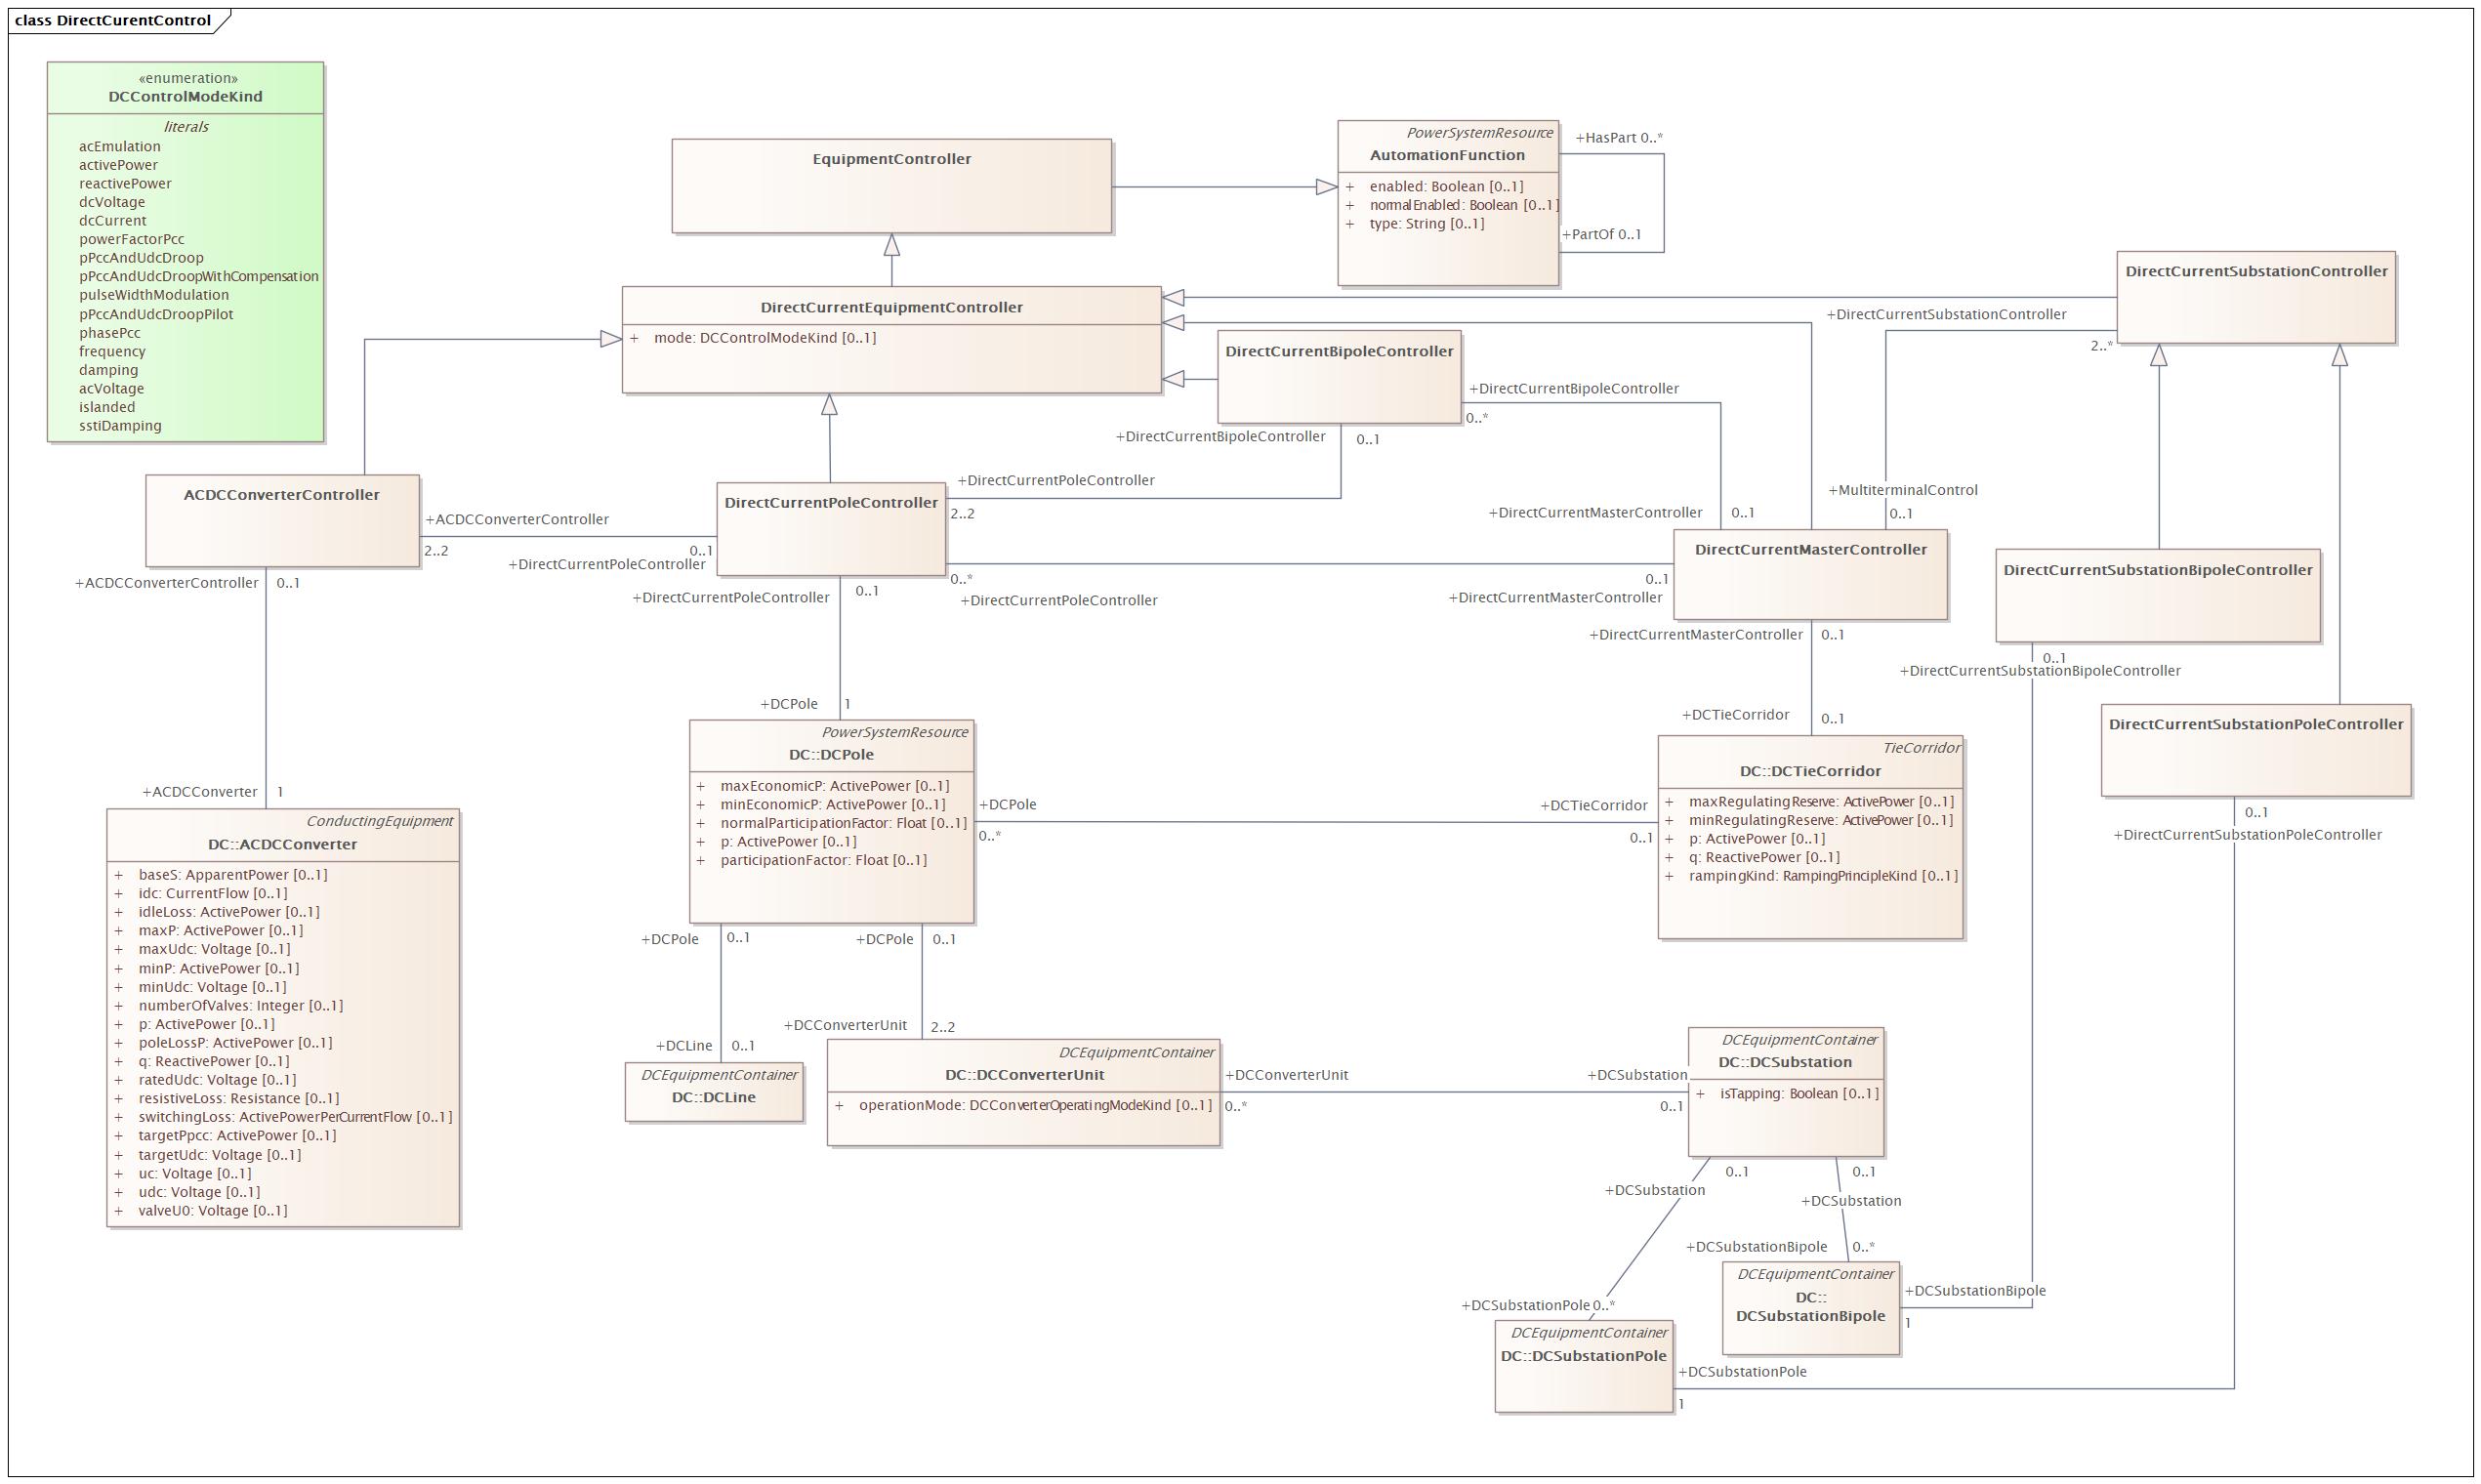 class DirectCurentControl
«enumeration»
DCControlModeKind
literals
acEmulation
activePower
reactivePower
dcVoltage
dcCurrent
powerFactorPcc
pPccAndUdcDroop
pPccAndUdcDroopWithCompensation
pulseWidthModulation
pPccAndUdcDroopPilot
phasePcc
frequency
damping
acVoltage
islanded
sstiDamping
EquipmentController
PowerSystemResource
AutomationFunction
+ enabled: Boolean [0..1]
+ normalEnabled: Boolean [0..1]
+ type: String [0..1]
+HasPart 0..*
+PartOf 0..1
DirectCurrentEquipmentController
+ mode: DCControlModeKind [0..1]
DirectCurrentSubstationController
+DirectCurrentSubstationController
2..*
DirectCurrentBipoleController
+DirectCurrentBipoleController
0..*
+DirectCurrentBipoleController
0..1
ACDCConverterController
+ACDCConverterController
2..2
DirectCurrentPoleController
+DirectCurrentPoleController
2..2
0..1
+DirectCurrentPoleController
+DirectCurrentMasterController
0..1
+MultiterminalControl
0..1
DirectCurrentMasterController
0..*
+DirectCurrentPoleController
0..1
+DirectCurrentMasterController
DirectCurrentSubstationBipoleController
+ACDCConverterController
0..1
+DirectCurrentPoleController
0..1
+DirectCurrentMasterController
0..1
0..1
+DirectCurrentSubstationBipoleController
+DCPole
1
+DCTieCorridor
0..1
DirectCurrentSubstationPoleController
0..1
+DirectCurrentSubstationPoleController
+ACDCConverter
1
PowerSystemResource
DC::DCPole
+ maxEconomicP: ActivePower [0..1]
+ minEconomicP: ActivePower [0..1]
+ normalParticipationFactor: Float [0..1]
+ p: ActivePower [0..1]
+ participationFactor: Float [0..1]
+DCPole
0..*
+DCTieCorridor
0..1
TieCorridor
DC::DCTieCorridor
+ maxRegulatingReserve: ActivePower [0..1]
+ minRegulatingReserve: ActivePower [0..1]
+ p: ActivePower [0..1]
+ q: ReactivePower [0..1]
+ rampingKind: RampingPrincipleKind [0..1]
ConductingEquipment
DC::ACDCConverter
+ baseS: ApparentPower [0..1]
+ idc: CurrentFlow [0..1]
+ idleLoss: ActivePower [0..1]
+ maxP: ActivePower [0..1]
+ maxUdc: Voltage [0..1]
+ minP: ActivePower [0..1]
+ minUdc: Voltage [0..1]
+ numberOfValves: Integer [0..1]
+ p: ActivePower [0..1]
+ poleLossP: ActivePower [0..1]
+ q: ReactivePower [0..1]
+ ratedUdc: Voltage [0..1]
+ resistiveLoss: Resistance [0..1]
+ switchingLoss: ActivePowerPerCurrentFlow [0..1]
+ targetPpcc: ActivePower [0..1]
+ targetUdc: Voltage [0..1]
+ uc: Voltage [0..1]
+ udc: Voltage [0..1]
+ valveU0: Voltage [0..1]
+DCPole
0..1
+DCPole
0..1
+DCLine
0..1
+DCConverterUnit
2..2
DCEquipmentContainer
DC::DCLine
DCEquipmentContainer
DC::DCConverterUnit
+ operationMode: DCConverterOperatingModeKind [0..1]
+DCConverterUnit
0..*
+DCSubstation
0..1
DCEquipmentContainer
DC::DCSubstation
+ isTapping: Boolean [0..1]
0..1
+DCSubstation
0..1
+DCSubstation
+DCSubstationBipole
0..*
+DCSubstationPole
0..*
DCEquipmentContainer
DC::
DCSubstationBipole
+DCSubstationBipole
1
DCEquipmentContainer
DC::DCSubstationPole
+DCSubstationPole
1